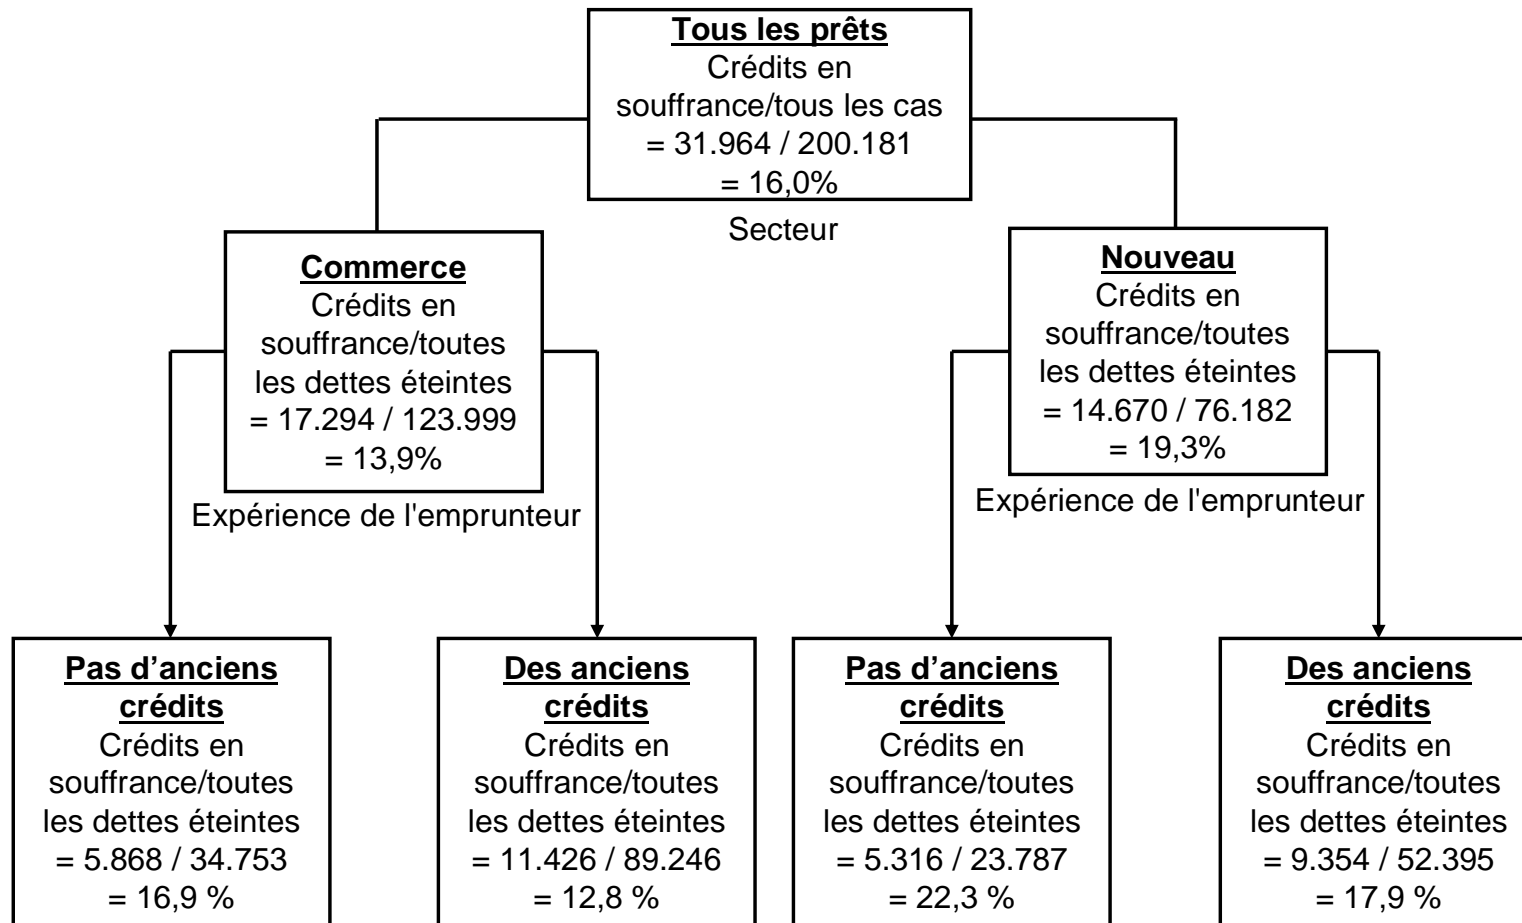 Tous les prêts
Crédits en
souffrance/tous les cas
= 31.964 / 200.181
= 16,0%
Secteur
Commerce
Crédits en
souffrance/toutes
les dettes éteintes
= 17.294 / 123.999
= 13,9%
Expérience de l'emprunteur
Nouveau
Crédits en
souffrance/toutes
les dettes éteintes
= 14.670 / 76.182
= 19,3%
Expérience de l'emprunteur
Pas d’anciens
crédits
Crédits en
souffrance/toutes
les dettes éteintes
= 5.868 / 34.753
= 16,9 %
Des anciens
crédits
Crédits en
souffrance/toutes
les dettes éteintes
= 11.426 / 89.246
= 12,8 %
Pas d’anciens
crédits
Crédits en
souffrance/toutes
les dettes éteintes
= 5.316 / 23.787
= 22,3 %
Des anciens
crédits
Crédits en
souffrance/toutes
les dettes éteintes
= 9.354 / 52.395
= 17,9 %